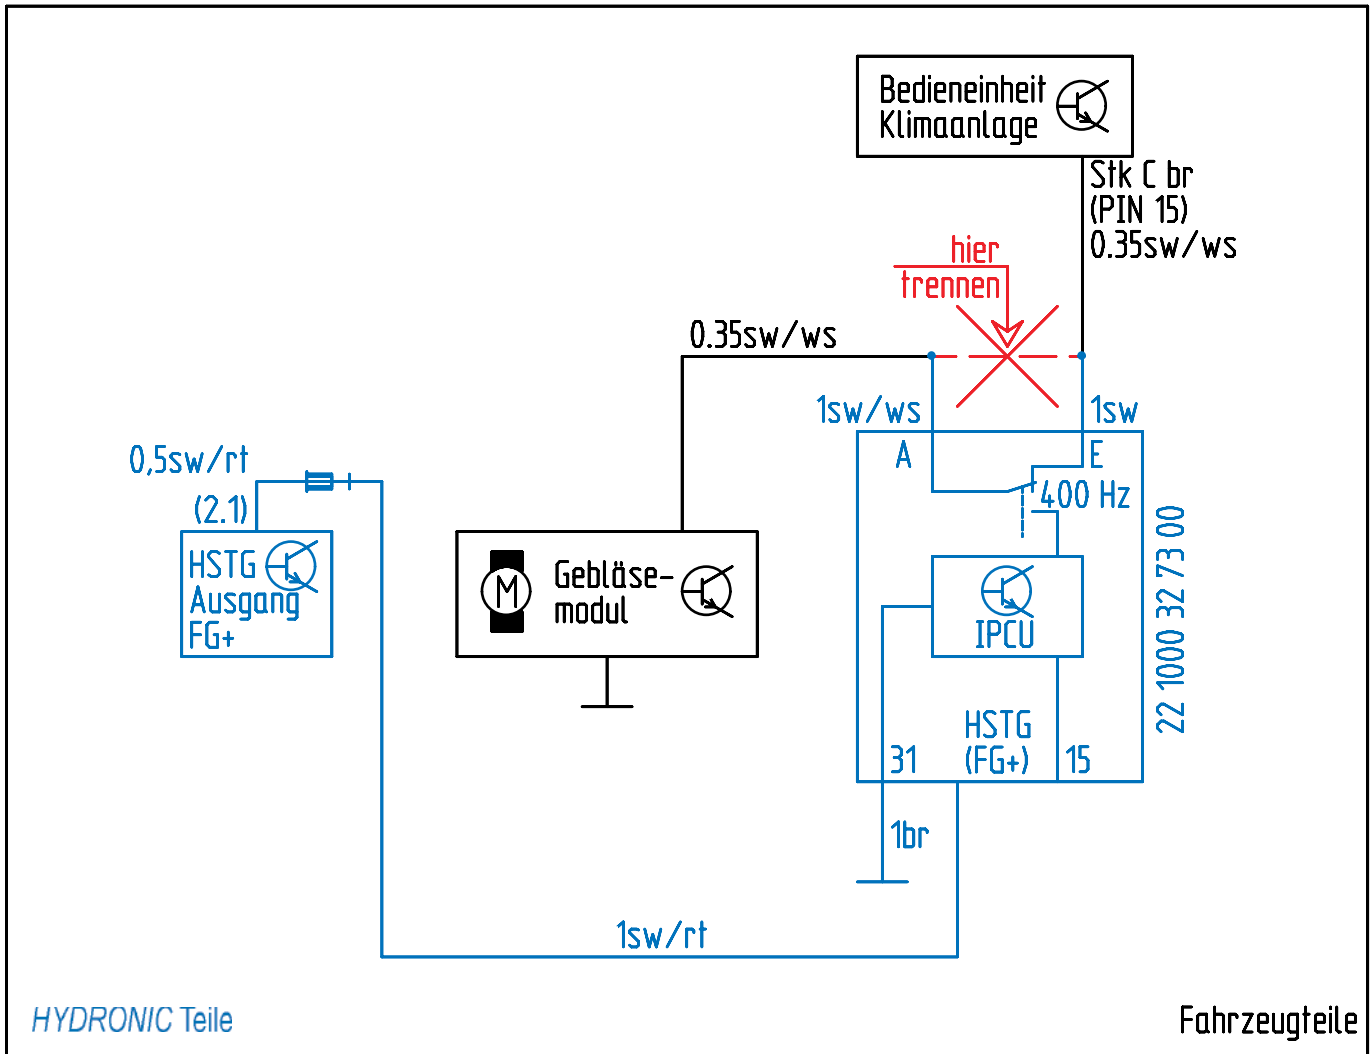 Bedieneinheit
Klimaanlage
Stk C br
(PIN 15)
0.35sw/ws
hier
trennen
0.35sw/ws
1sw/ws
1sw
A
E
400 Hz
0,5sw/rt
(2.1)
HSTG
Ausgang
FG+
M
Gebläse-
modul
IPCU
22 1000 32 73 00
HSTG
(FG+)
31
15
1br
1sw/rt
HYDRONIC Teile
Fahrzeugteile